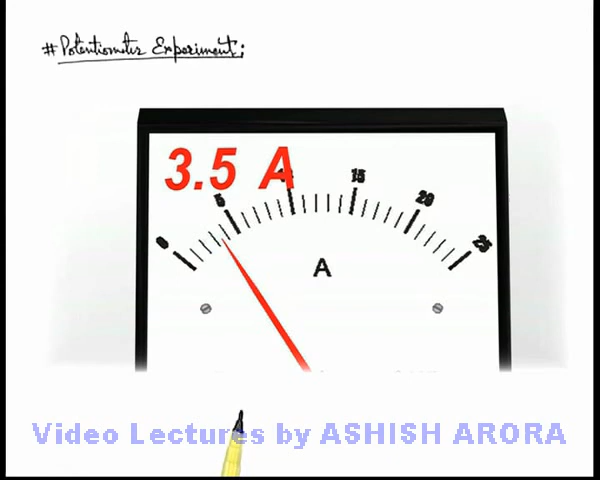 # Potentiometer Experiment:
3.5 A
0 5 15 20 25
A
Video Lectures by ASHISH ARORA